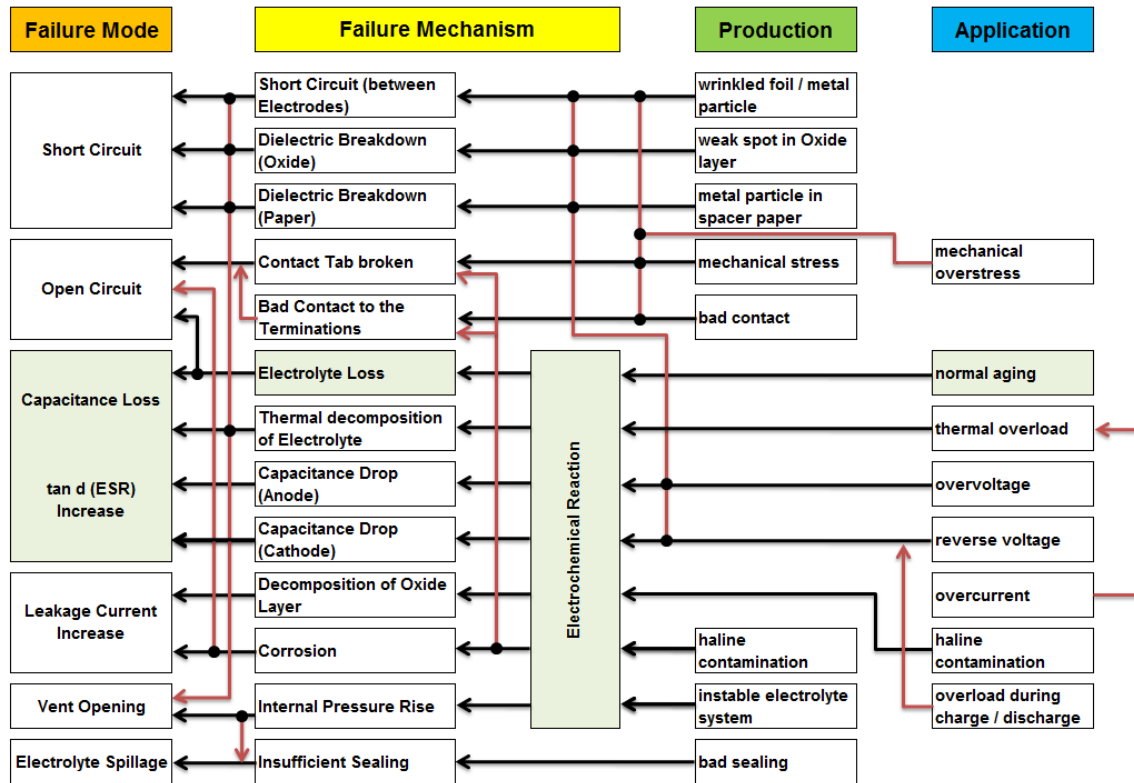 Failure Mode
Failure Mechanism
Production
Application
Short Circuit
Short Circuit (between
Electrodes)
wrinkled foil / metal
particle
Dielectric Breakdown
(Oxide)
weak spot in Oxide
layer
Dielectric Breakdown
(Paper)
metal particle in
spacer paper
Open Circuit
Contact Tab broken
mechanical stress
mechanical
overstress
Bad Contact to the
Terminations
bad contact
Capacitance Loss
tan d (ESR)
Increase
Electrolyte Loss
Electrochemical Reaction
normal aging
Thermal decomposition
of Electrolyte
thermal overload
Capacitance Drop
(Anode)
overvoltage
Capacitance Drop
(Cathode)
reverse voltage
Leakage Current
Increase
Decomposition of Oxide
Layer
overcurrent
Corrosion
haline
contamination
haline
contamination
Vent Opening
Internal Pressure Rise
instable electrolyte
system
overload during
charge / discharge
Electrolyte Spillage
Insufficient Sealing
bad sealing